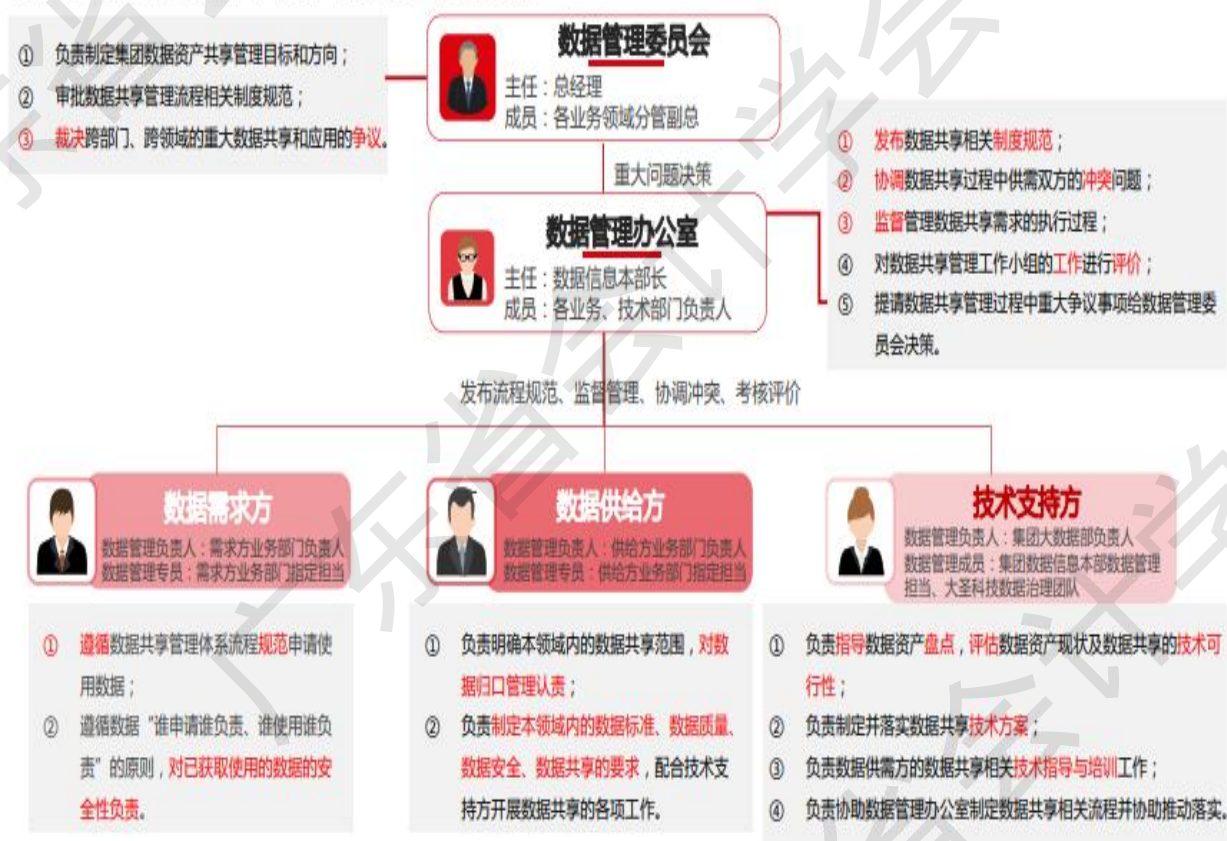 ① 负责制定集团数据资产共享管理目标和方向；
② 审批数据共享管理流程相关制度规范；
③ 裁决跨部门、跨领域的重大数据共享和应用的争议。
数据管理委员会
主任：总经理
成员：各业务领域分管副总
重大问题决策
数据管理办公室
主任：数据信息本部长
成员：各业务、技术部门负责人
① 发布数据共享相关制度规范；
② 协调数据共享过程中供需双方的冲突问题；
③ 监督管理数据共享需求的执行过程；
④ 对数据共享管理工作小组的工作进行评价；
⑤ 提请数据共享管理过程中重大争议事项给数据管理委
员会决策。
发布流程规范、监督管理、协调冲突、考核评价
数据需求方
数据管理负责人：需求方业务部门负责人
数据管理专员：需求方业务部门指定担当
① 遵循数据共享管理体系流程规范申请使
用数据；
② 遵循数据“谁申请谁负责、谁使用谁负
责”的原则，对已获取使用的数据的安
全性负责。
数据供给方
数据管理负责人：供给方业务部门负责人
数据管理专员：供给方业务部门指定担当
① 负责明确本领域内的数据共享范围，对数
据归口管理认责；
② 负责制定本领域内的数据标准、数据质量、
数据安全、数据共享的要求，配合技术支
持方开展数据共享的各项工作。
技术支持方
数据管理负责人：集团大数据部负责人
数据管理成员：集团数据信息本部数据管理
担当、大圣科技数据治理团队
① 负责指导数据资产盘点，评估数据资产现状及数据共享的技术可
行性；
② 负责制定并落实数据共享技术方案；
③ 负责数据供需方的数据共享相关技术指导与培训工作；
④ 负责协助数据管理办公室制定数据共享相关流程并协助推动落实。
广东省会计学会